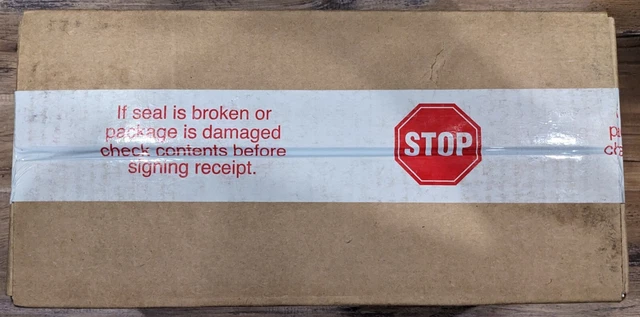 If seal is broken or
package is damaged
check contents before
signing receipt.
STOP